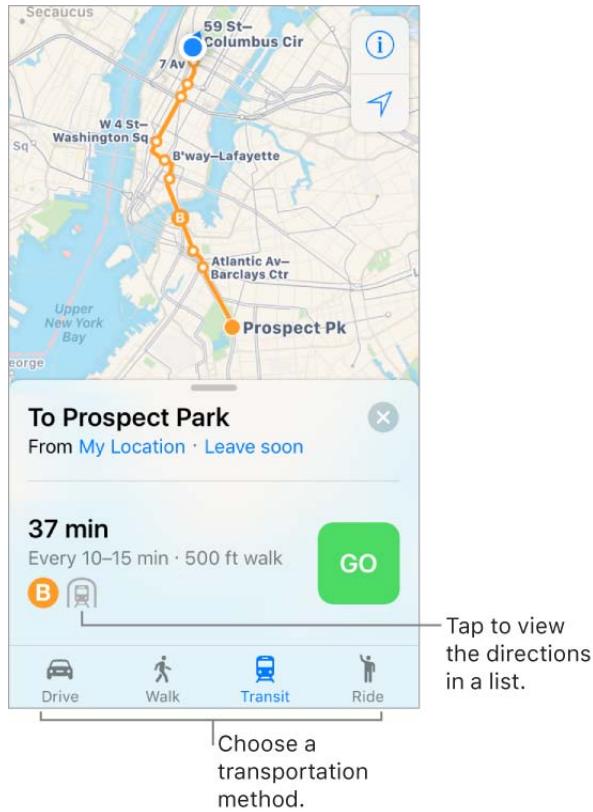 Secaucus
59 St–
Columbus Cir
7 Av
W 4 St–
Washington Sq
Sq
B'way–Lafayette
B
Atlantic Av–
Barclays Ctr
Upper
New York
Bay
Prospect Pk
eorge
To Prospect Park
From My Location · Leave soon
37 min
Every 10–15 min · 500 ft walk
GO
B
Drive Walk Transit Ride
Tap to view
the directions
in a list.
Choose a
transportation
method.